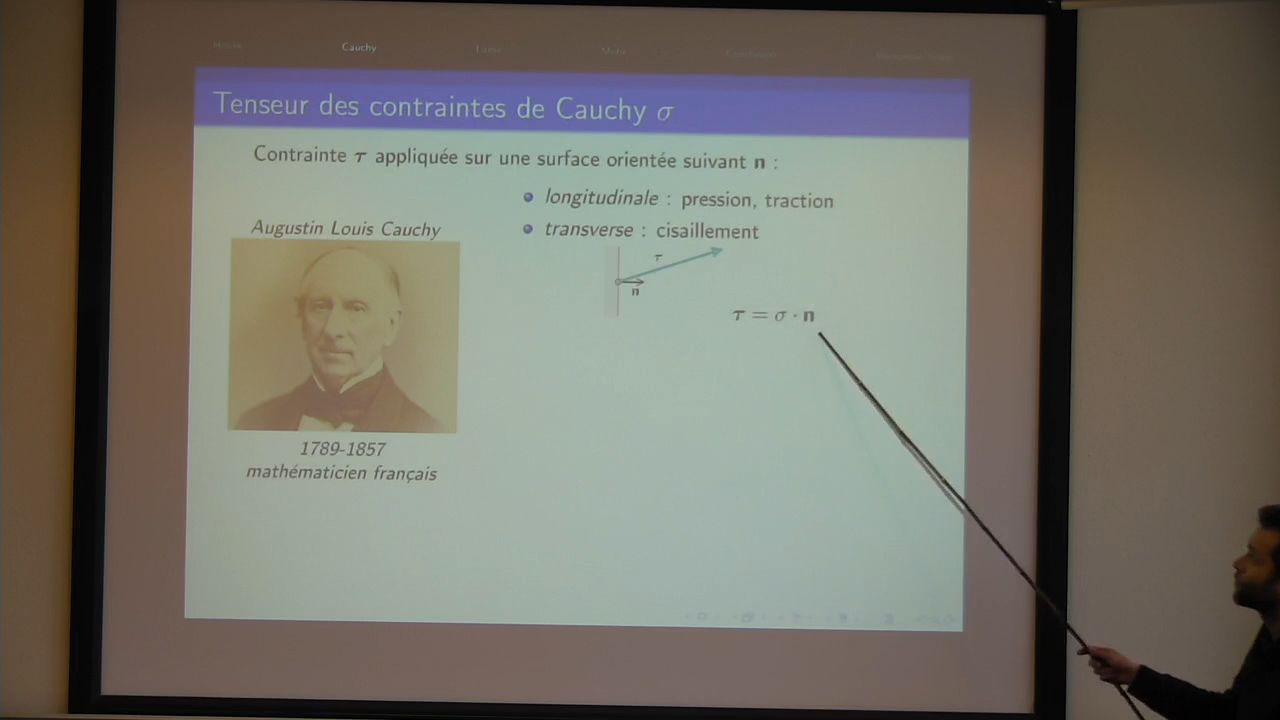 Cauchy
Tenseur des contraintes de Cauchy σ
Contrainte τ appliquée sur une surface orientée suivant n :
longitudinale : pression, traction
transverse : cisaillement
Augustin Louis Cauchy
τ
n
τ = σ · n
1789-1857
mathématicien français